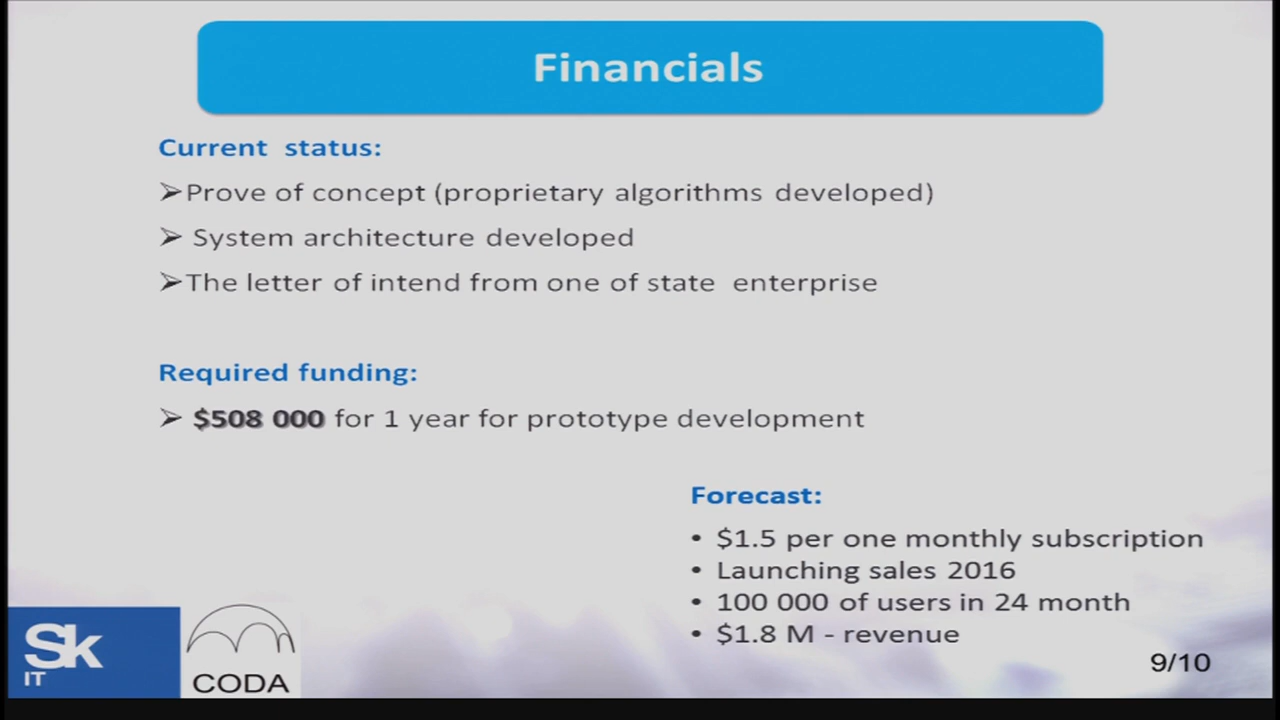 Financials
Current status:
➢Prove of concept (proprietary algorithms developed)
➢ System architecture developed
➢The letter of intend from one of state enterprise
Required funding:
➢ $508 000 for 1 year for prototype development
Forecast:
• $1.5 per one monthly subscription
• Launching sales 2016
• 100 000 of users in 24 month
• $1.8 M - revenue
Sk
IT
CODA
9/10